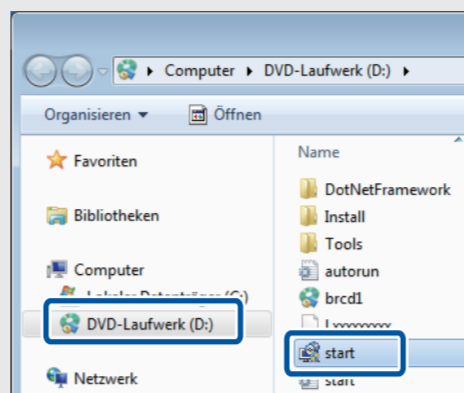 Computer ▸ DVD-Laufwerk (D:) ▸
Organisieren ▾ Öffnen
Favoriten
Bibliotheken
Computer
DVD-Laufwerk (D:)
Netzwerk
Name
DotNetFramework
Install
Tools
autorun
brcd1
start
start